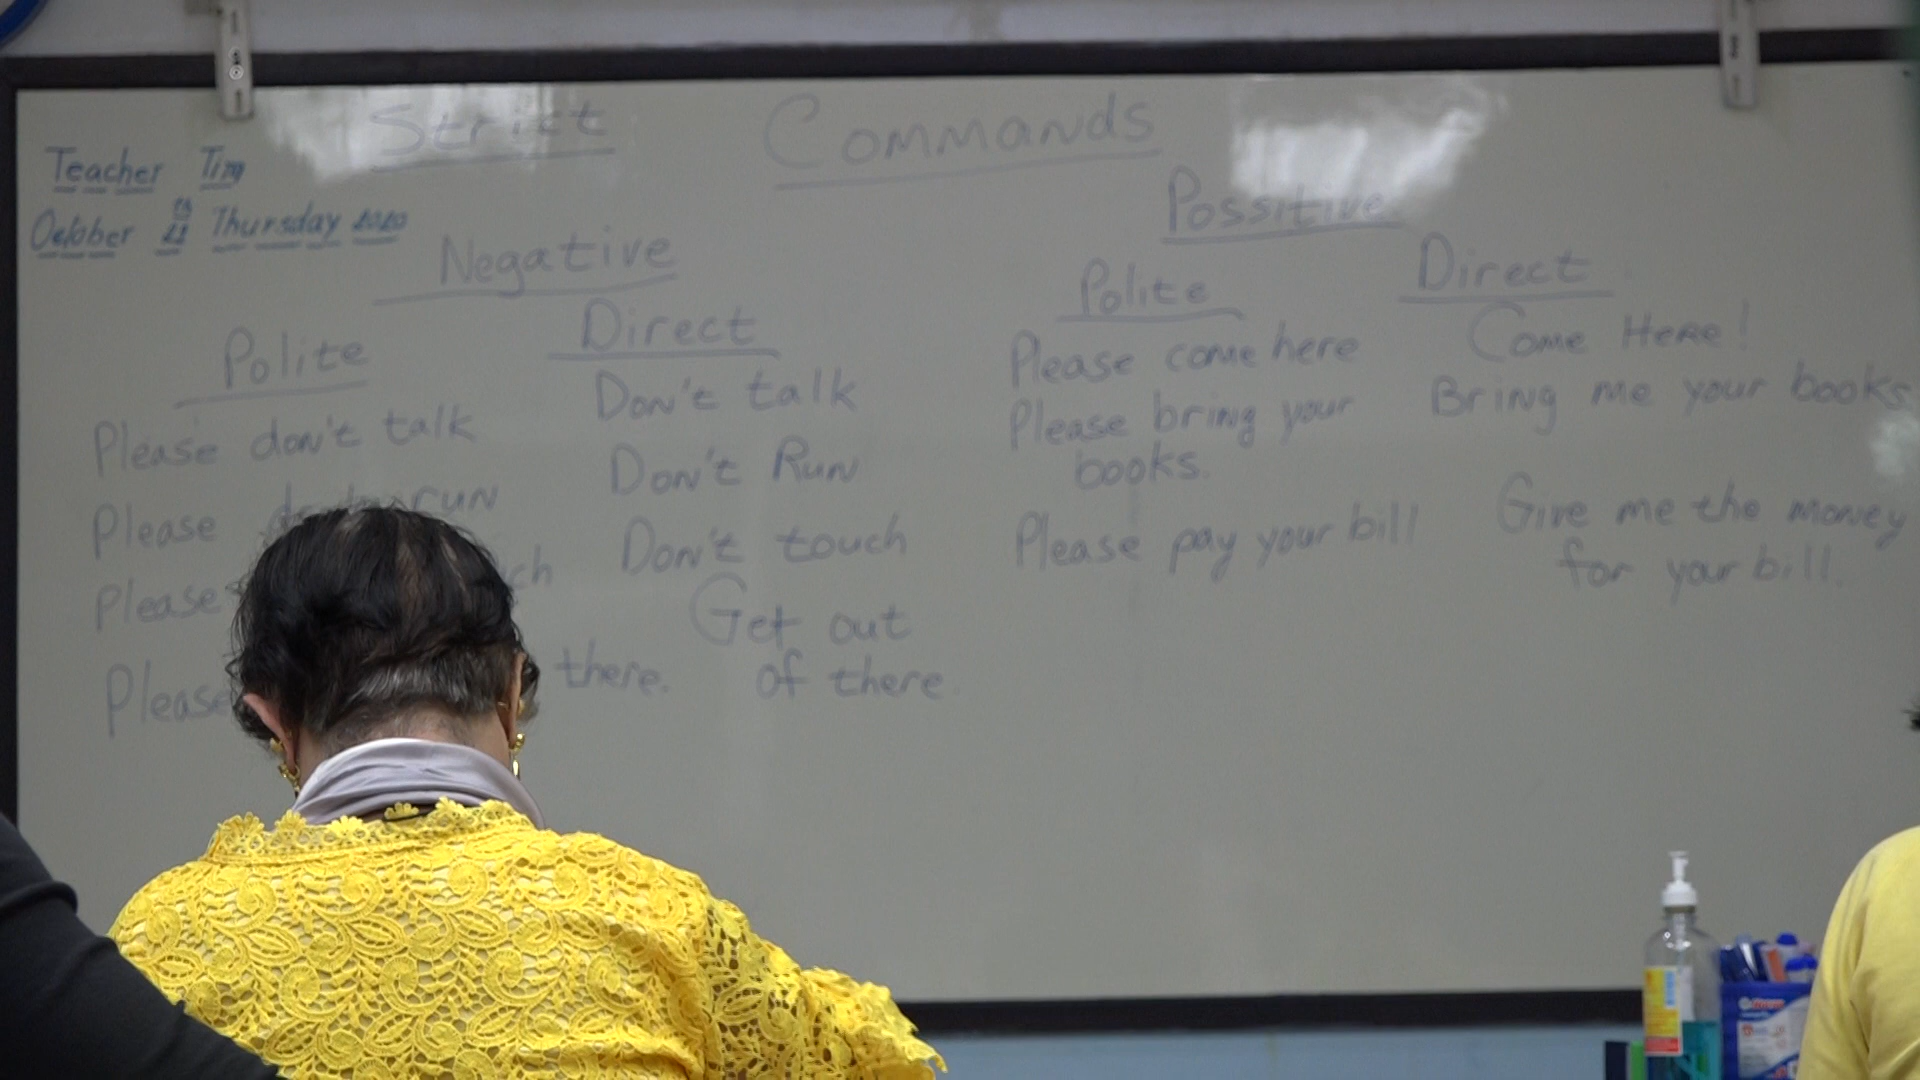 Strict Commands
Teacher Tim
October Thursday 2020
Negative
Polite
Please don't talk
Please run
Please
Please there.
Direct
Don't talk
Don't Run
Don't touch
Get out
of there.
Possitive
Polite
Please come here
Please bring your
books.
Please pay your bill
Direct
Come Here!
Bring me your books
Give me the money
for your bill.